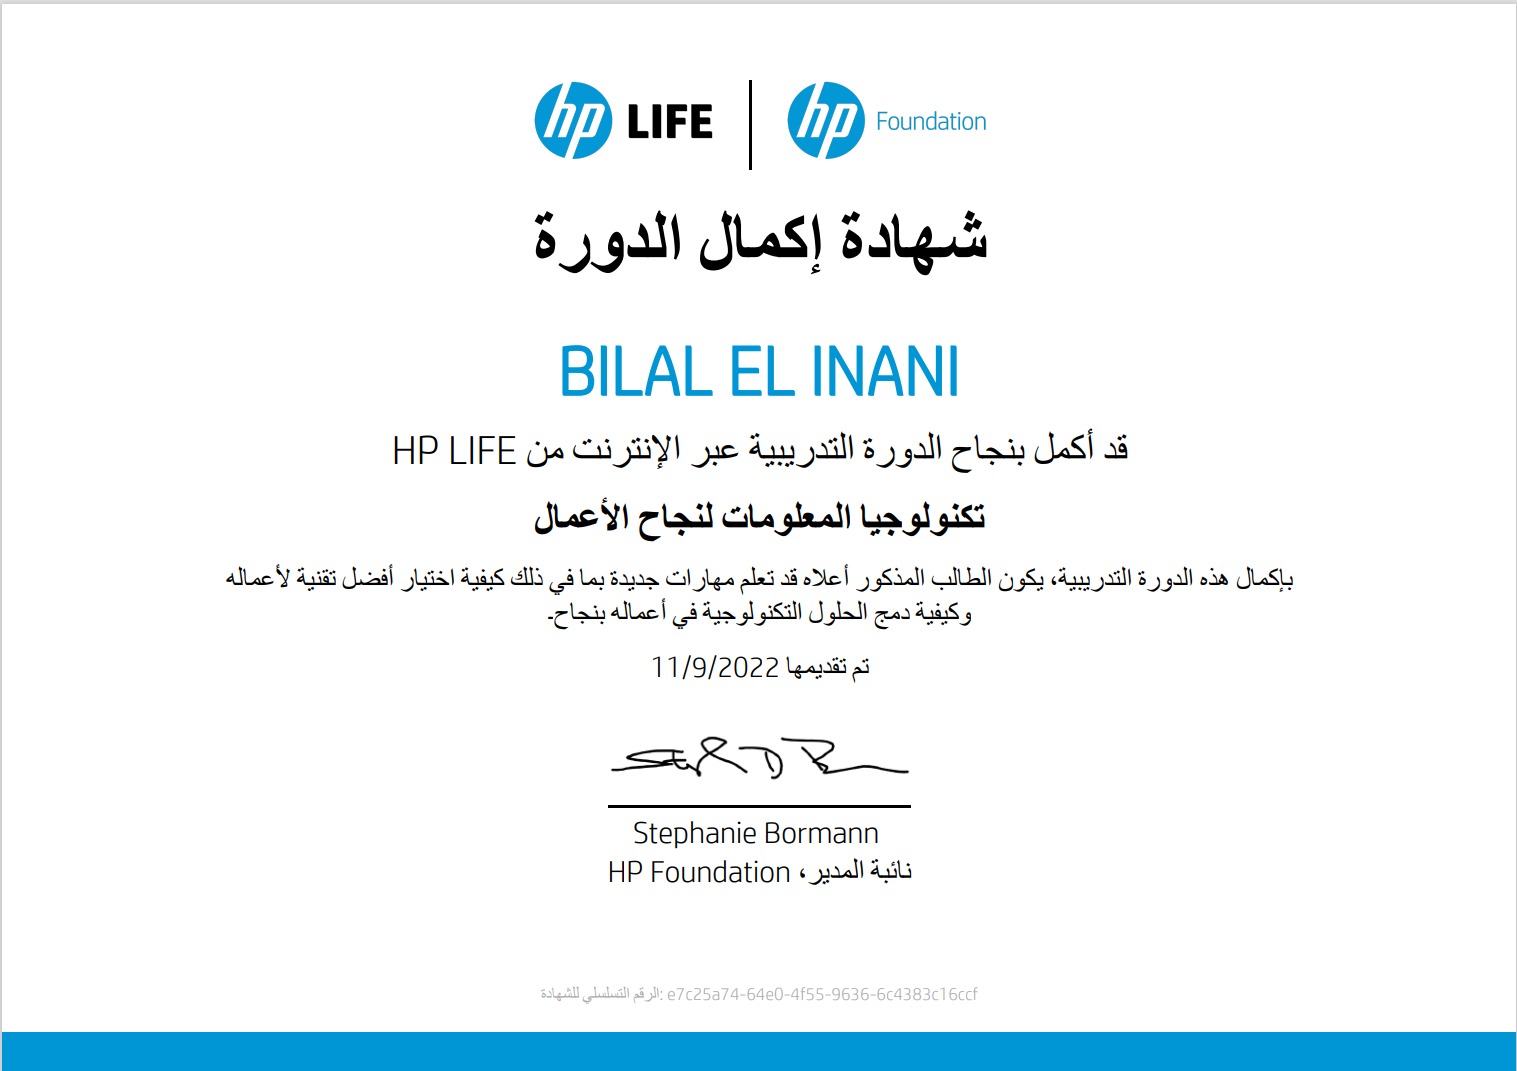 hp LIFE | hp Foundation
شهادة إكمال الدورة
BILAL EL INANI
قد أكمل بنجاح الدورة التدريبية عبر الإنترنت من HP LIFE
تكنولوجيا المعلومات لنجاح الأعمال
بإكمال هذه الدورة التدريبية، يكون الطالب المذكور أعلاه قد تعلم مهارات جديدة بما في ذلك كيفية اختيار أفضل تقنية لأعماله
وكيفية دمج الحلول التكنولوجية في أعماله بنجاح.
تم تقديمها 11/9/2022
Stephanie Bormann
نائبة المدير، HP Foundation
الرقم التسلسلي للشهادة: e7c25a74-64e0-4f55-9636-6c4383c16ccf